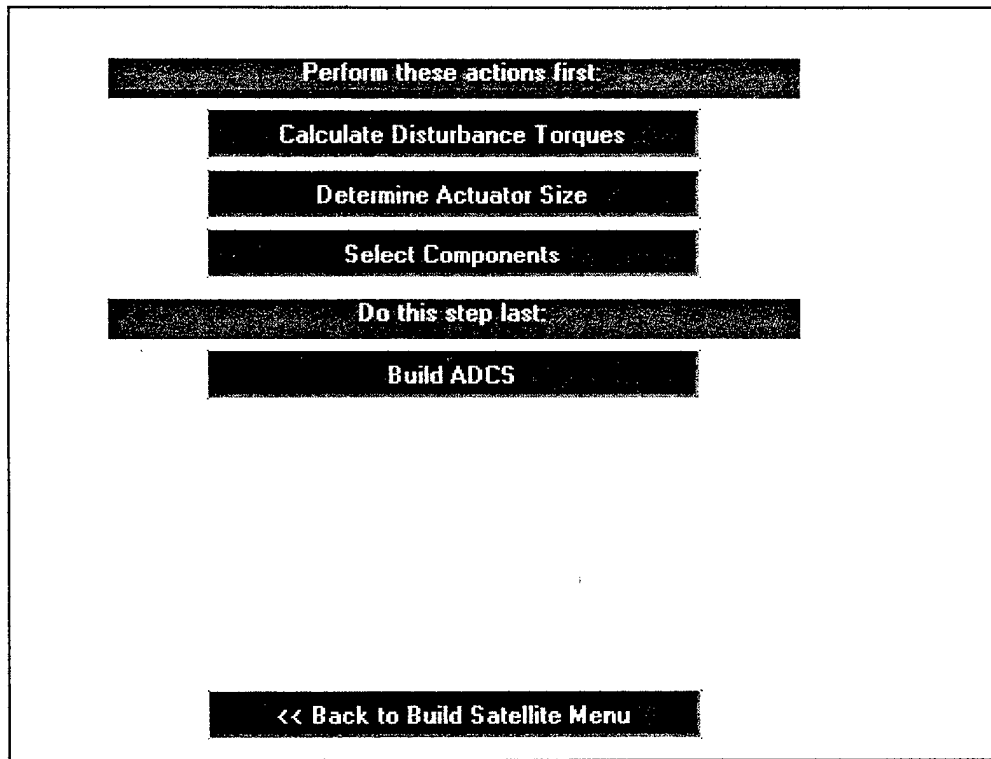 Perform these actions first:
Calculate Disturbance Torques
Determine Actuator Size
Select Components
Do this step last:
Build ADCS
<< Back to Build Satellite Menu